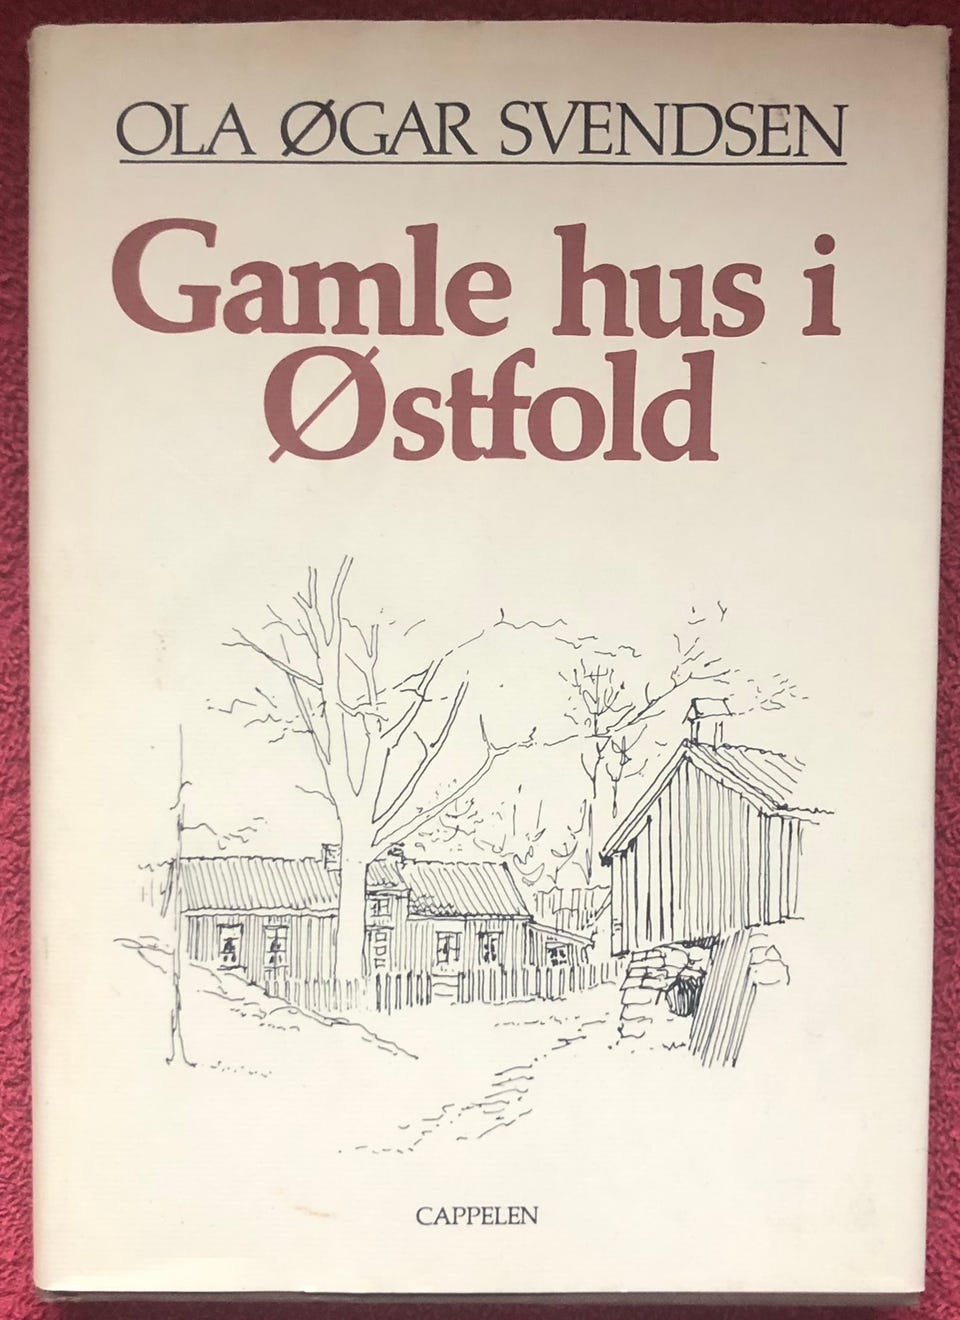 OLA ØGAR SVENDSEN
Gamle hus i
Østfold
CAPPELEN